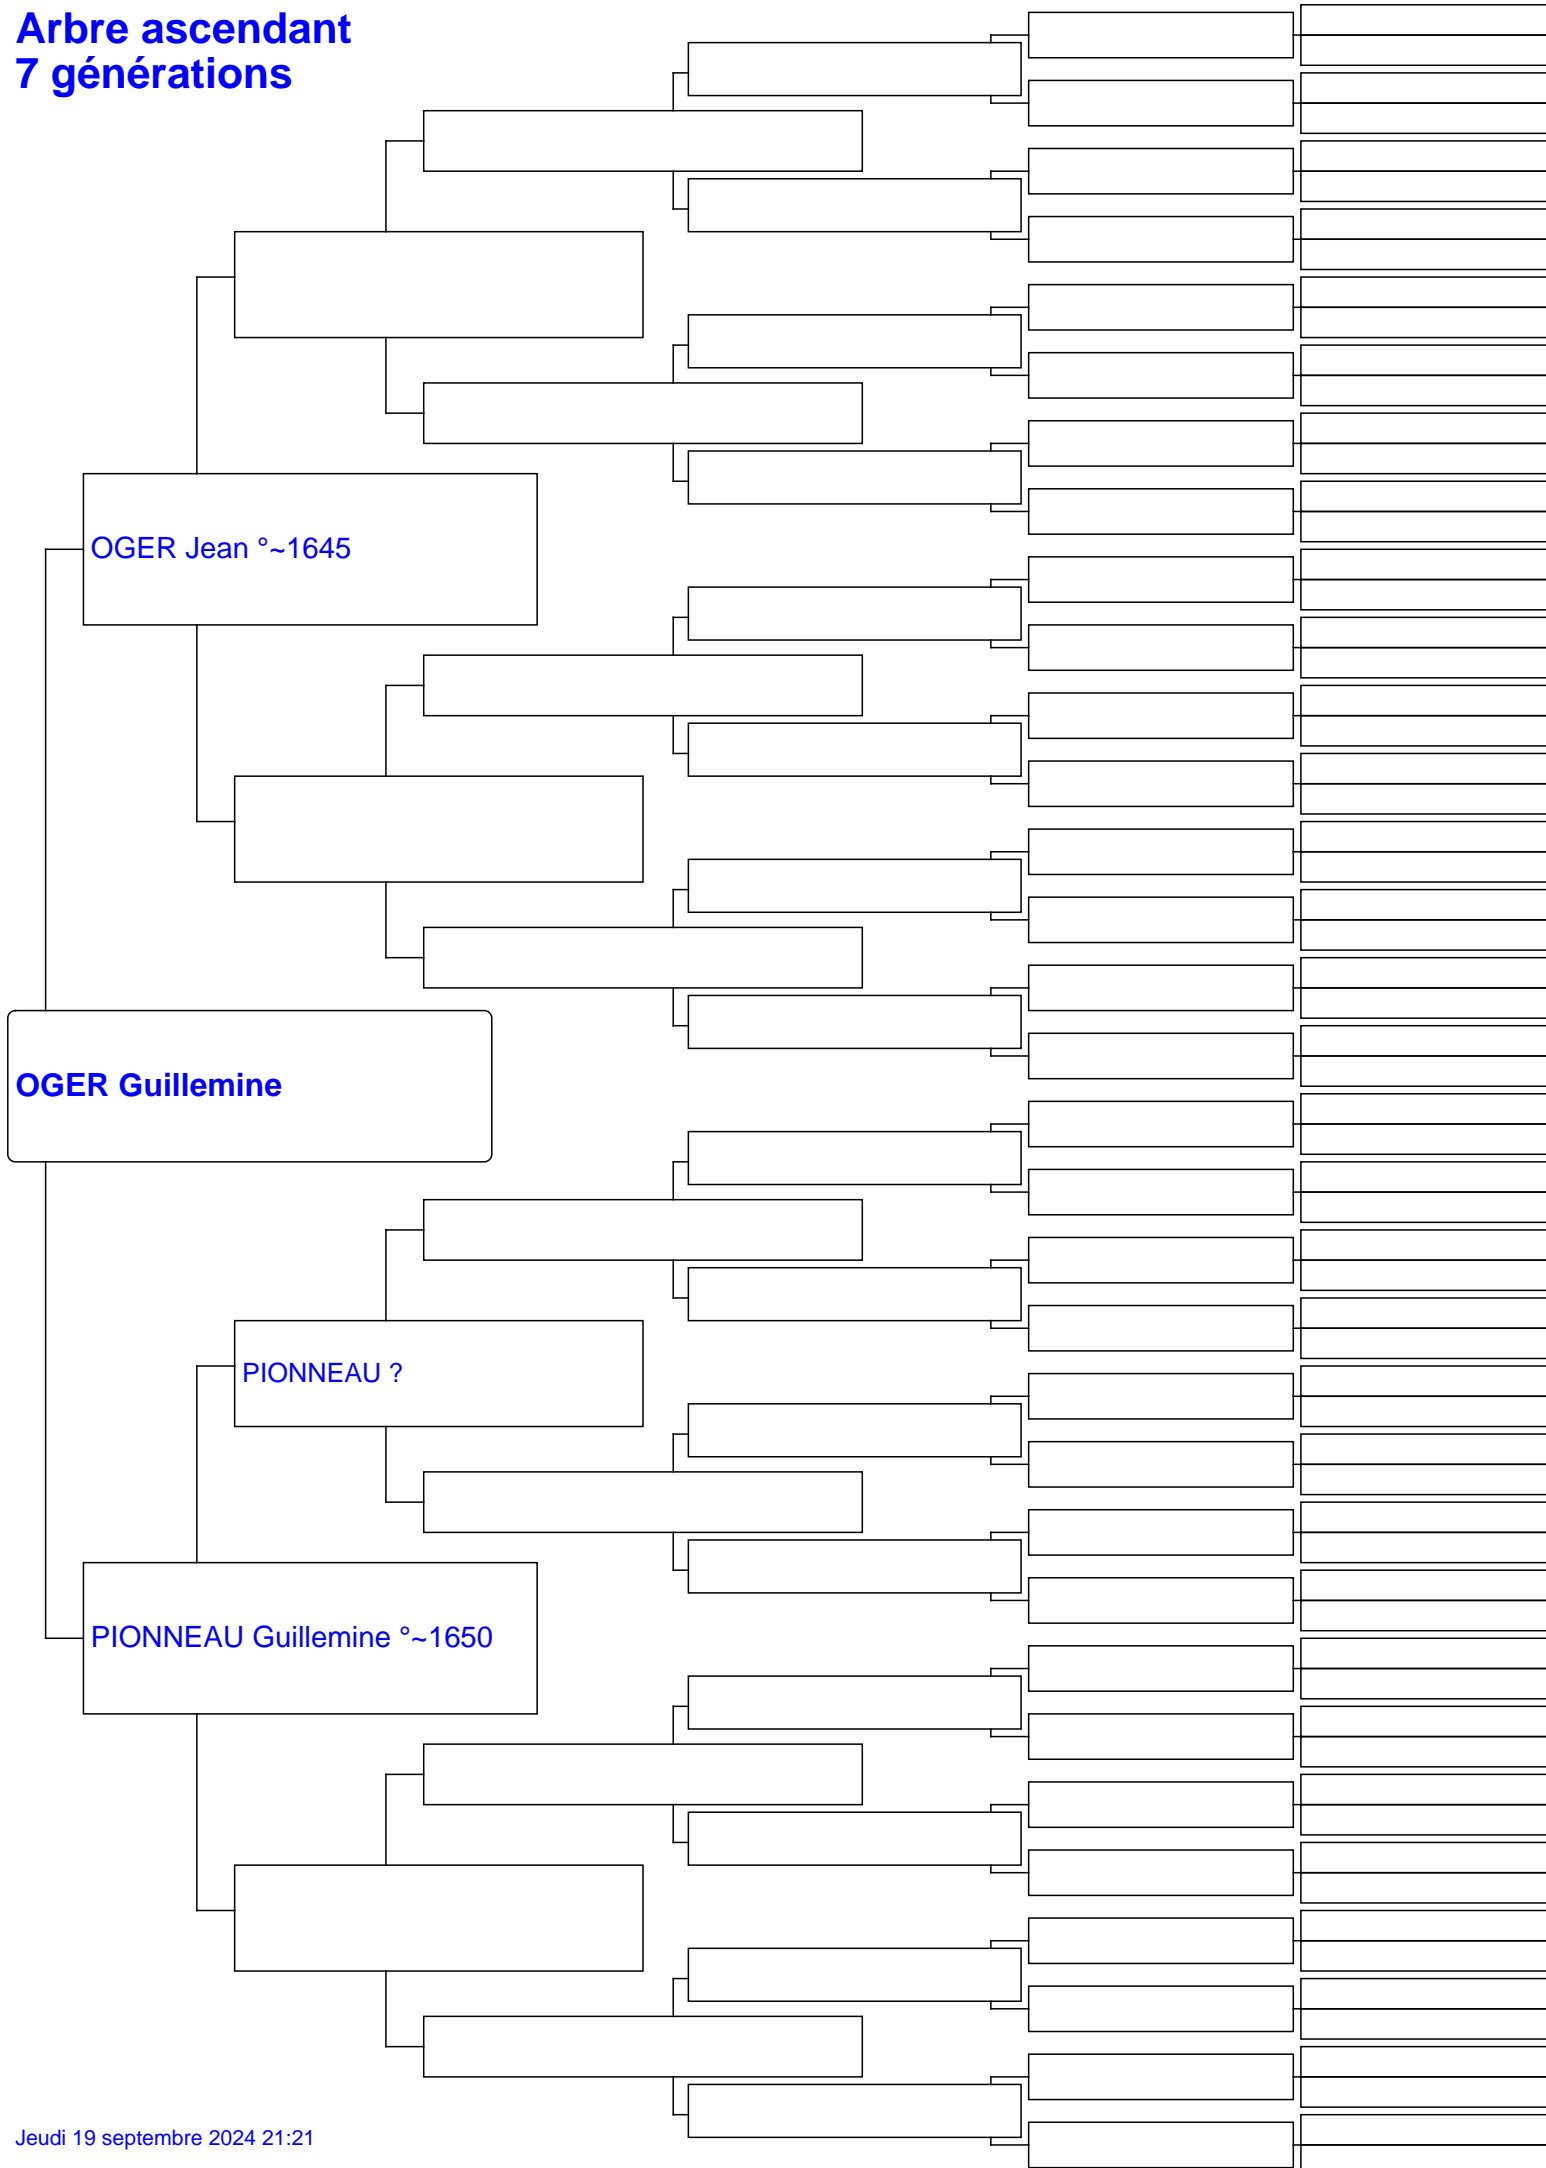 Arbre ascendant
7 générations
OGER Jean °~1645
OGER Guillemine
PIONNEAU ?
PIONNEAU Guillemine °~1650
Jeudi 19 septembre 2024 21:21